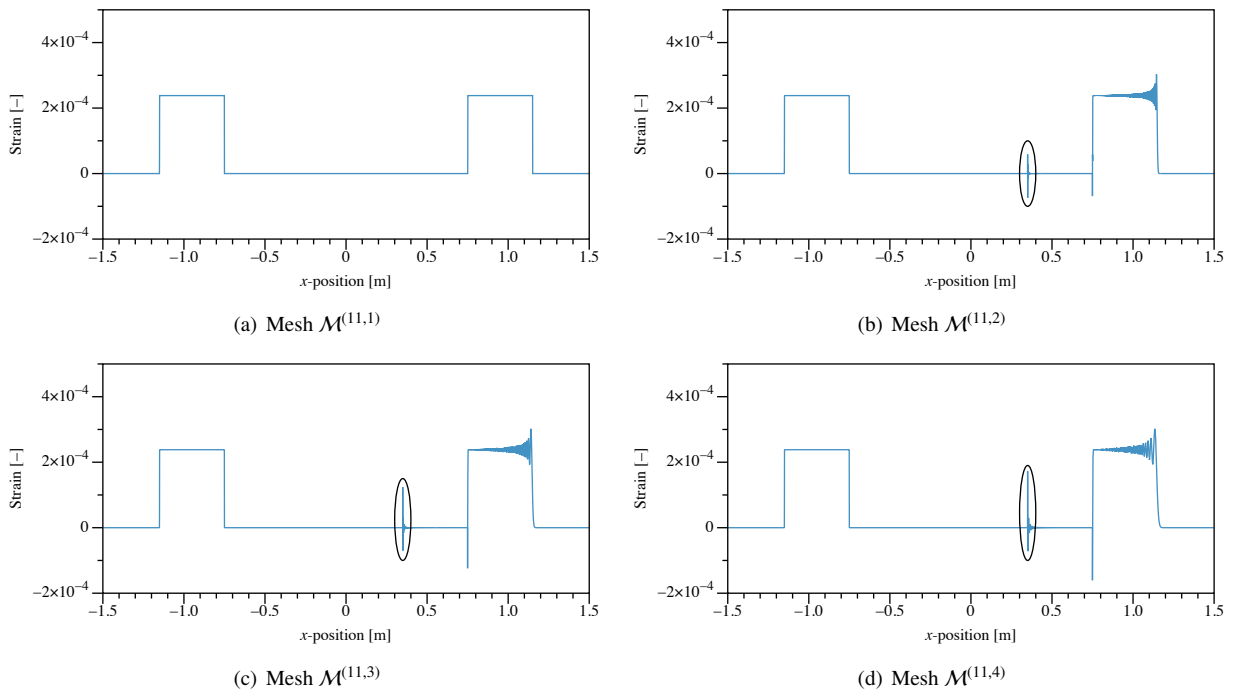 4×10⁻⁴
2×10⁻⁴
0
−2×10⁻⁴
Strain [−]
−1.5 −1.0 −0.5 0 0.5 1.0 1.5
x-position [m]
(a) Mesh M^(11,1)
4×10⁻⁴
2×10⁻⁴
0
−2×10⁻⁴
Strain [−]
−1.5 −1.0 −0.5 0 0.5 1.0 1.5
x-position [m]
(b) Mesh M^(11,2)
4×10⁻⁴
2×10⁻⁴
0
−2×10⁻⁴
Strain [−]
−1.5 −1.0 −0.5 0 0.5 1.0 1.5
x-position [m]
(c) Mesh M^(11,3)
4×10⁻⁴
2×10⁻⁴
0
−2×10⁻⁴
Strain [−]
−1.5 −1.0 −0.5 0 0.5 1.0 1.5
x-position [m]
(d) Mesh M^(11,4)